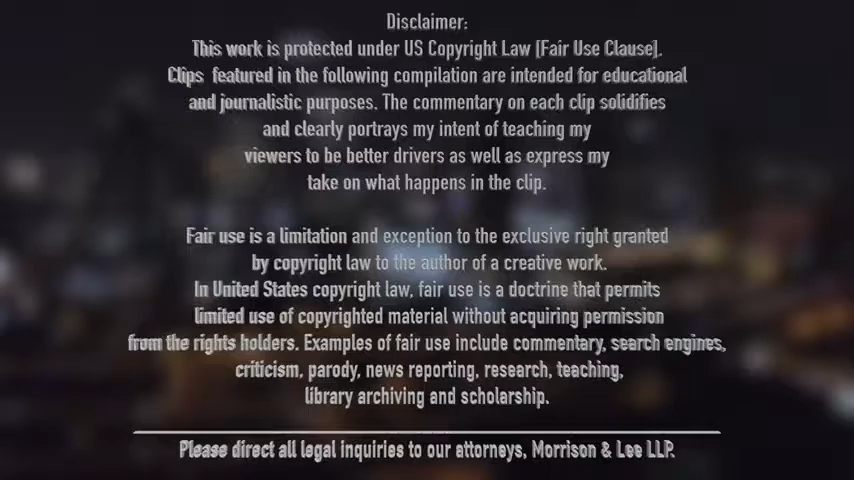 Disclaimer:
This work is protected under US Copyright Law [Fair Use Clause].
Clips featured in the following compilation are intended for educational
and journalistic purposes. The commentary on each clip solidifies
and clearly portrays my intent of teaching my
viewers to be better drivers as well as express my
take on what happens in the clip.
Fair use is a limitation and exception to the exclusive right granted
by copyright law to the author of a creative work.
In United States copyright law, fair use is a doctrine that permits
limited use of copyrighted material without acquiring permission
from the rights holders. Examples of fair use include commentary, search engines,
criticism, parody, news reporting, research, teaching,
library archiving and scholarship.
Please direct all legal inquiries to our attorneys, Morrison & Lee LLP.